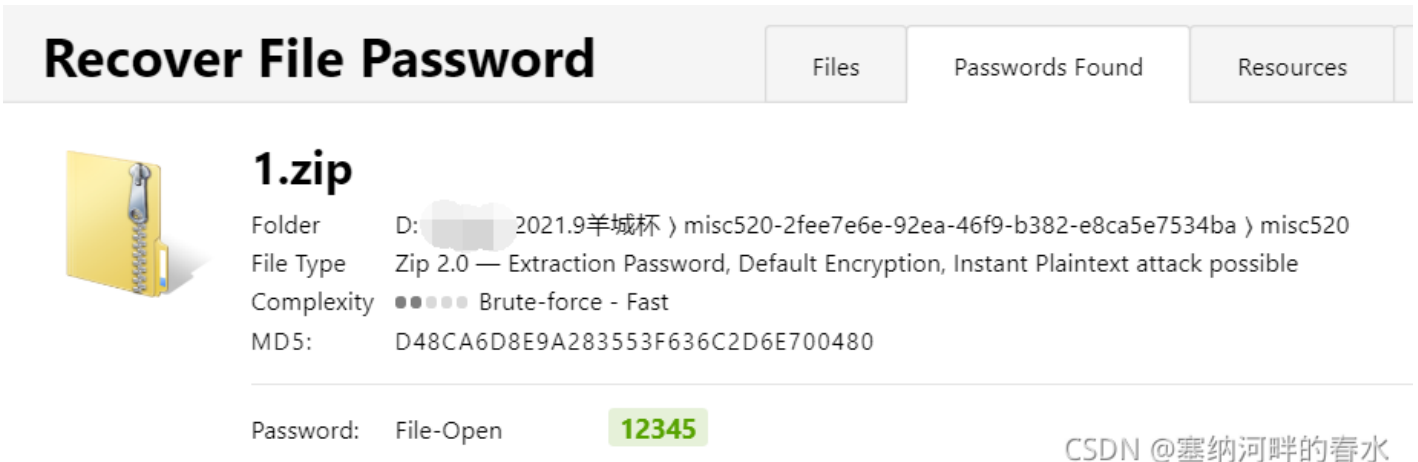 Recover File Password
Files
Passwords Found
Resources
1.zip
Folder D: 2021.9羊城杯 〉misc520-2fee7e6e-92ea-46f9-b382-e8ca5e7534ba 〉misc520
File Type Zip 2.0 — Extraction Password, Default Encryption, Instant Plaintext attack possible
Complexity Brute-force - Fast
MD5: D48CA6D8E9A283553F636C2D6E700480
Password: File-Open 12345
CSDN @塞纳河畔的春水